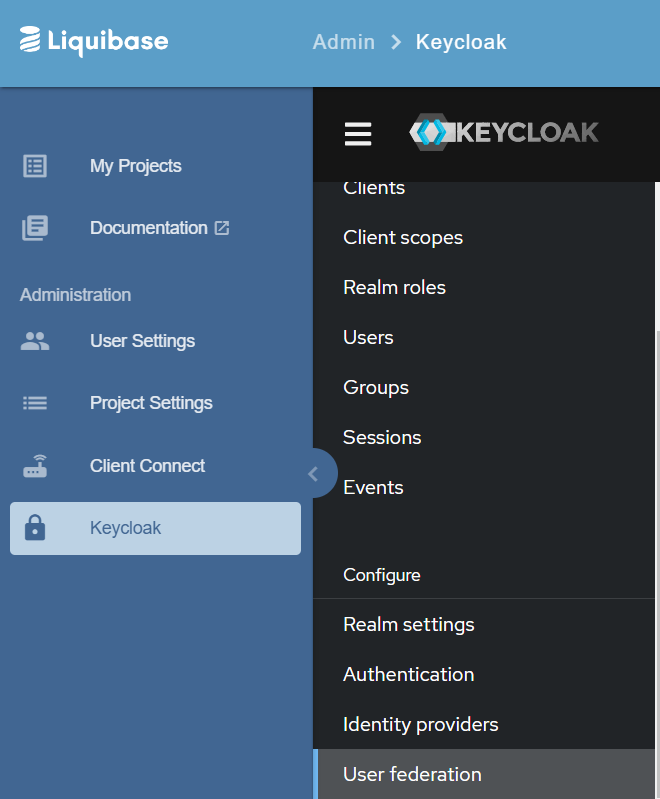 Liquibase
Admin > Keycloak
My Projects
Documentation
Administration
User Settings
Project Settings
Client Connect
Keycloak
KEYCLOAK
Clients
Client scopes
Realm roles
Users
Groups
Sessions
Events
Configure
Realm settings
Authentication
Identity providers
User federation